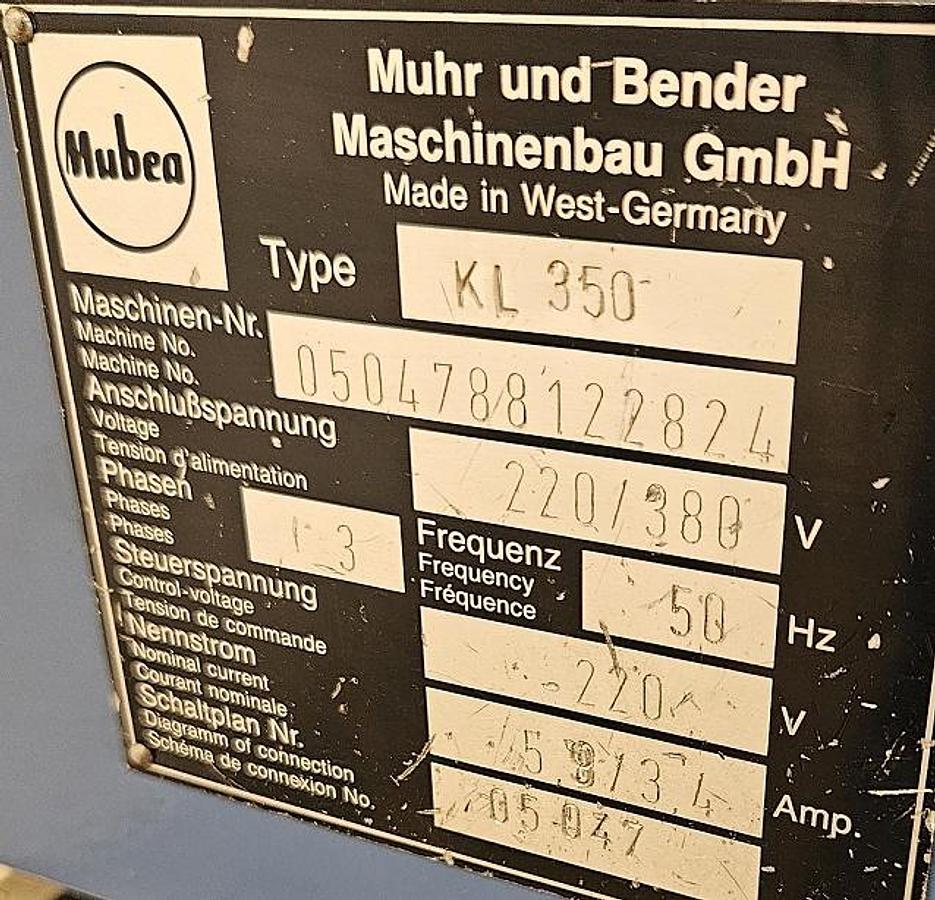 Mubea
Muhr und Bender
Maschinenbau GmbH
Made in West-Germany
Type KL 350
Maschinen-Nr.
Machine No.
Machine No.
0504788122824
Anschlußspannung
Voltage
Tension d'alimentation
220/380 V
Phasen
Phases
Phases
3
Frequenz
Frequency
Fréquence
50 Hz
Steuerspannung
Control-voltage
Tension de commande
220 V
Nennstrom
Nominal current
Courant nominale
Amp.
Schaltplan Nr.
Diagramm of connection
Schéma de connexion No.
05 047